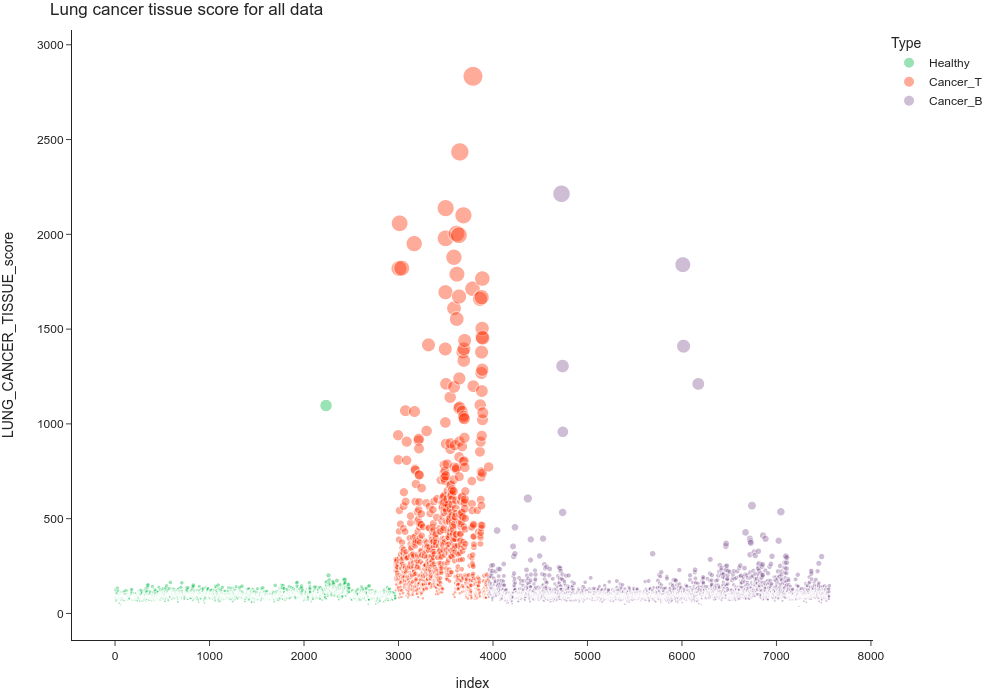 Lung cancer tissue score for all data
Type
Healthy
Cancer_T
Cancer_B
LUNG_CANCER_TISSUE_score
3000
2500
2000
1500
1000
500
0
0 1000 2000 3000 4000 5000 6000 7000 8000
index